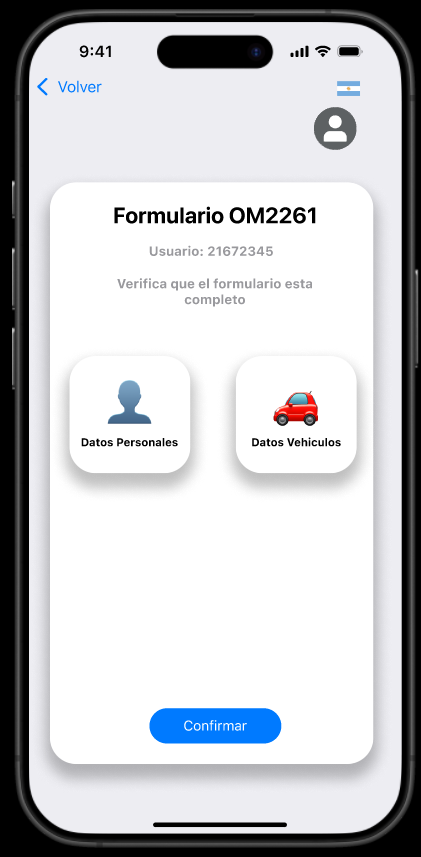 9:41
Volver
Formulario OM2261
Usuario: 21672345
Verifica que el formulario esta
completo
Datos Personales
Datos Vehiculos
Confirmar